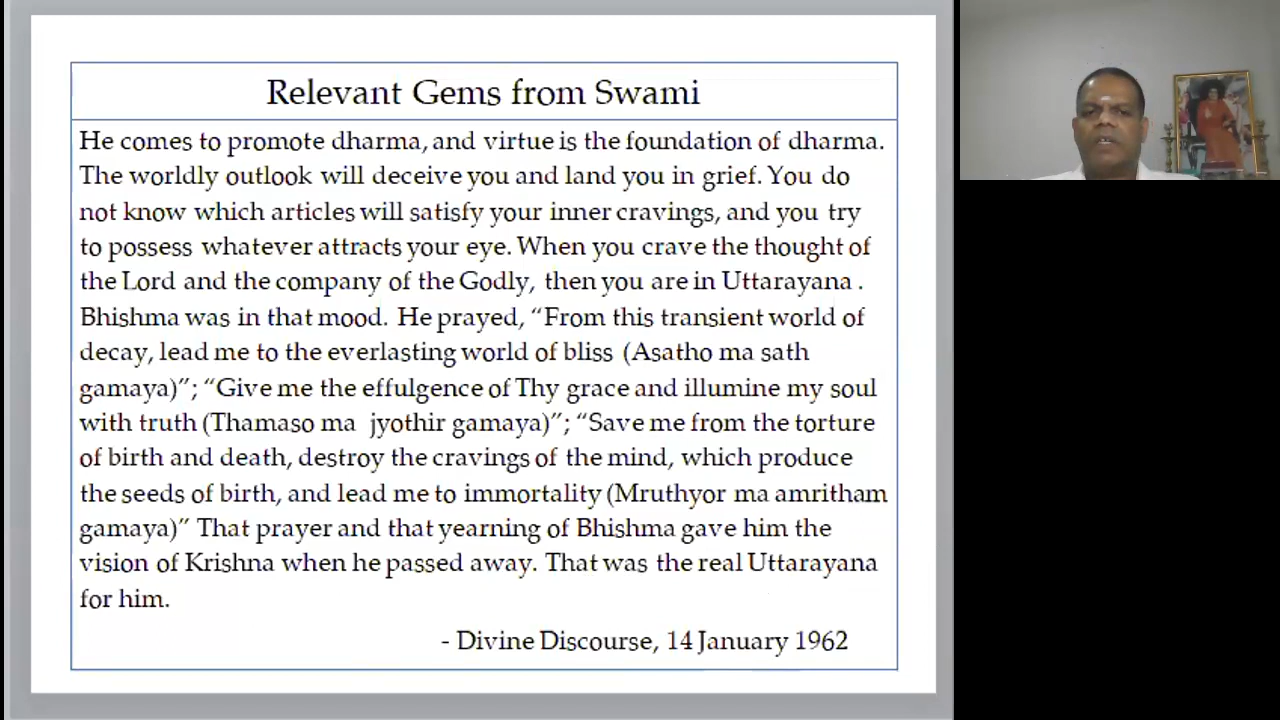 Relevant Gems from Swami
He comes to promote dharma, and virtue is the foundation of dharma.
The worldly outlook will deceive you and land you in grief. You do
not know which articles will satisfy your inner cravings, and you try
to possess whatever attracts your eye. When you crave the thought of
the Lord and the company of the Godly, then you are in Uttarayana .
Bhishma was in that mood. He prayed, “From this transient world of
decay, lead me to the everlasting world of bliss (Asatho ma sath
gamaya)”; “Give me the effulgence of Thy grace and illumine my soul
with truth (Thamaso ma jyothir gamaya)”; “Save me from the torture
of birth and death, destroy the cravings of the mind, which produce
the seeds of birth, and lead me to immortality (Mruthyor ma amritham
gamaya)” That prayer and that yearning of Bhishma gave him the
vision of Krishna when he passed away. That was the real Uttarayana
for him.
- Divine Discourse, 14 January 1962